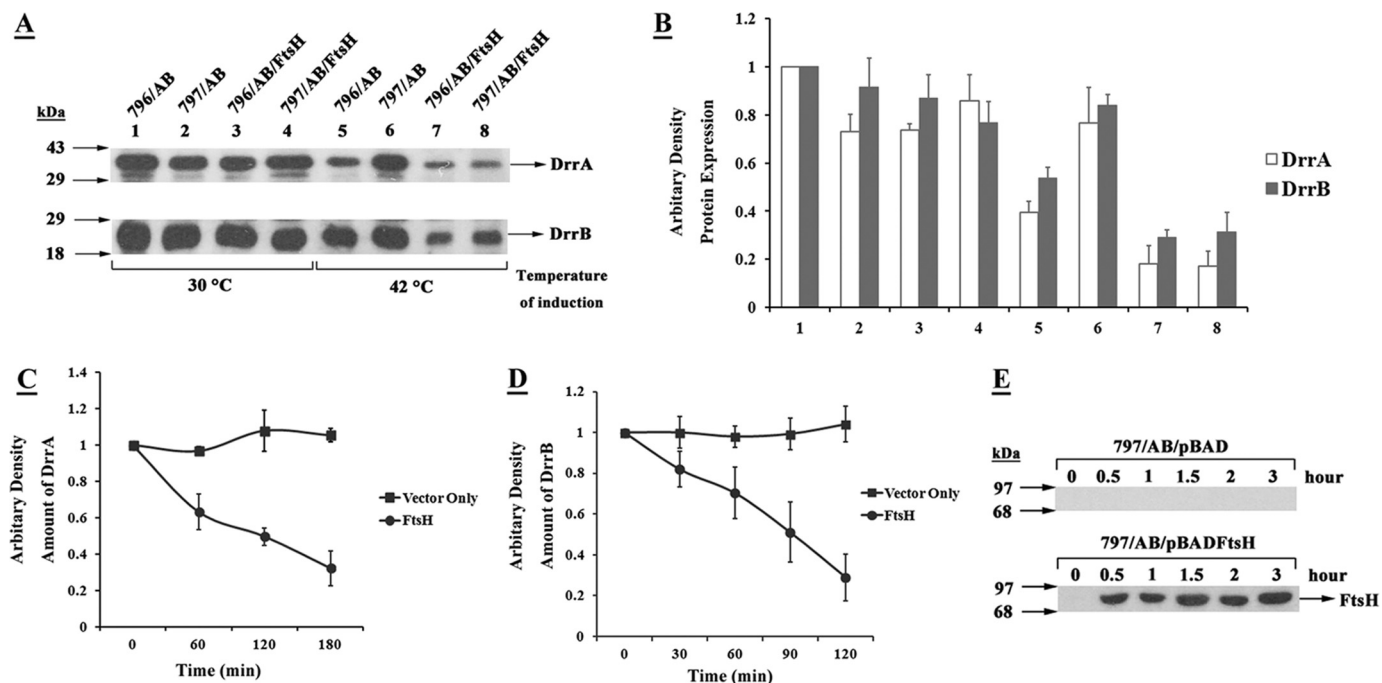 A
796/AB 797/AB 796/AB/FtsH 797/AB/FtsH 796/AB 797/AB 796/AB/FtsH 797/AB/FtsH
kDa
1 2 3 4 5 6 7 8
43
29
DrrA
29
18
DrrB
30 °C 42 °C
Temperature
of induction
B
Arbitary Density
Protein Expression
1.2
1
0.8
0.6
0.4
0.2
0
1 2 3 4 5 6 7 8
DrrA
DrrB
C
Arbitary Density
Amount of DrrA
1.4
1.2
1
0.8
0.6
0.4
0.2
0
0 60 120 180
Time (min)
Vector Only
FtsH
D
Arbitary Density
Amount of DrrB
1.2
1
0.8
0.6
0.4
0.2
0
0 30 60 90 120
Time (min)
Vector Only
FtsH
E
797/AB/pBAD
kDa
0 0.5 1 1.5 2 3 hour
97
68
797/AB/pBADFtsH
0 0.5 1 1.5 2 3 hour
97
68
FtsH